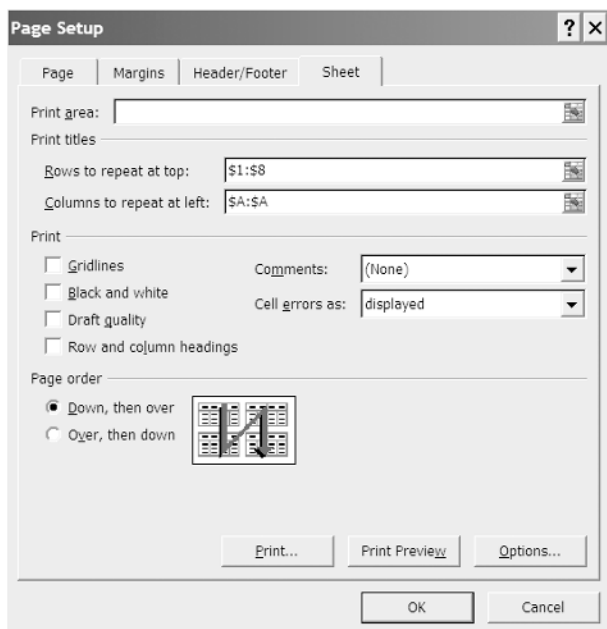 Page Setup ? ×
Page Margins Header/Footer Sheet
Print area:
Print titles
Rows to repeat at top: $1:$8
Columns to repeat at left: $A:$A
Print
Gridlines Comments: (None)
Black and white Cell errors as: displayed
Draft quality
Row and column headings
Page order
Down, then over
Over, then down
Print... Print Preview Options...
OK Cancel